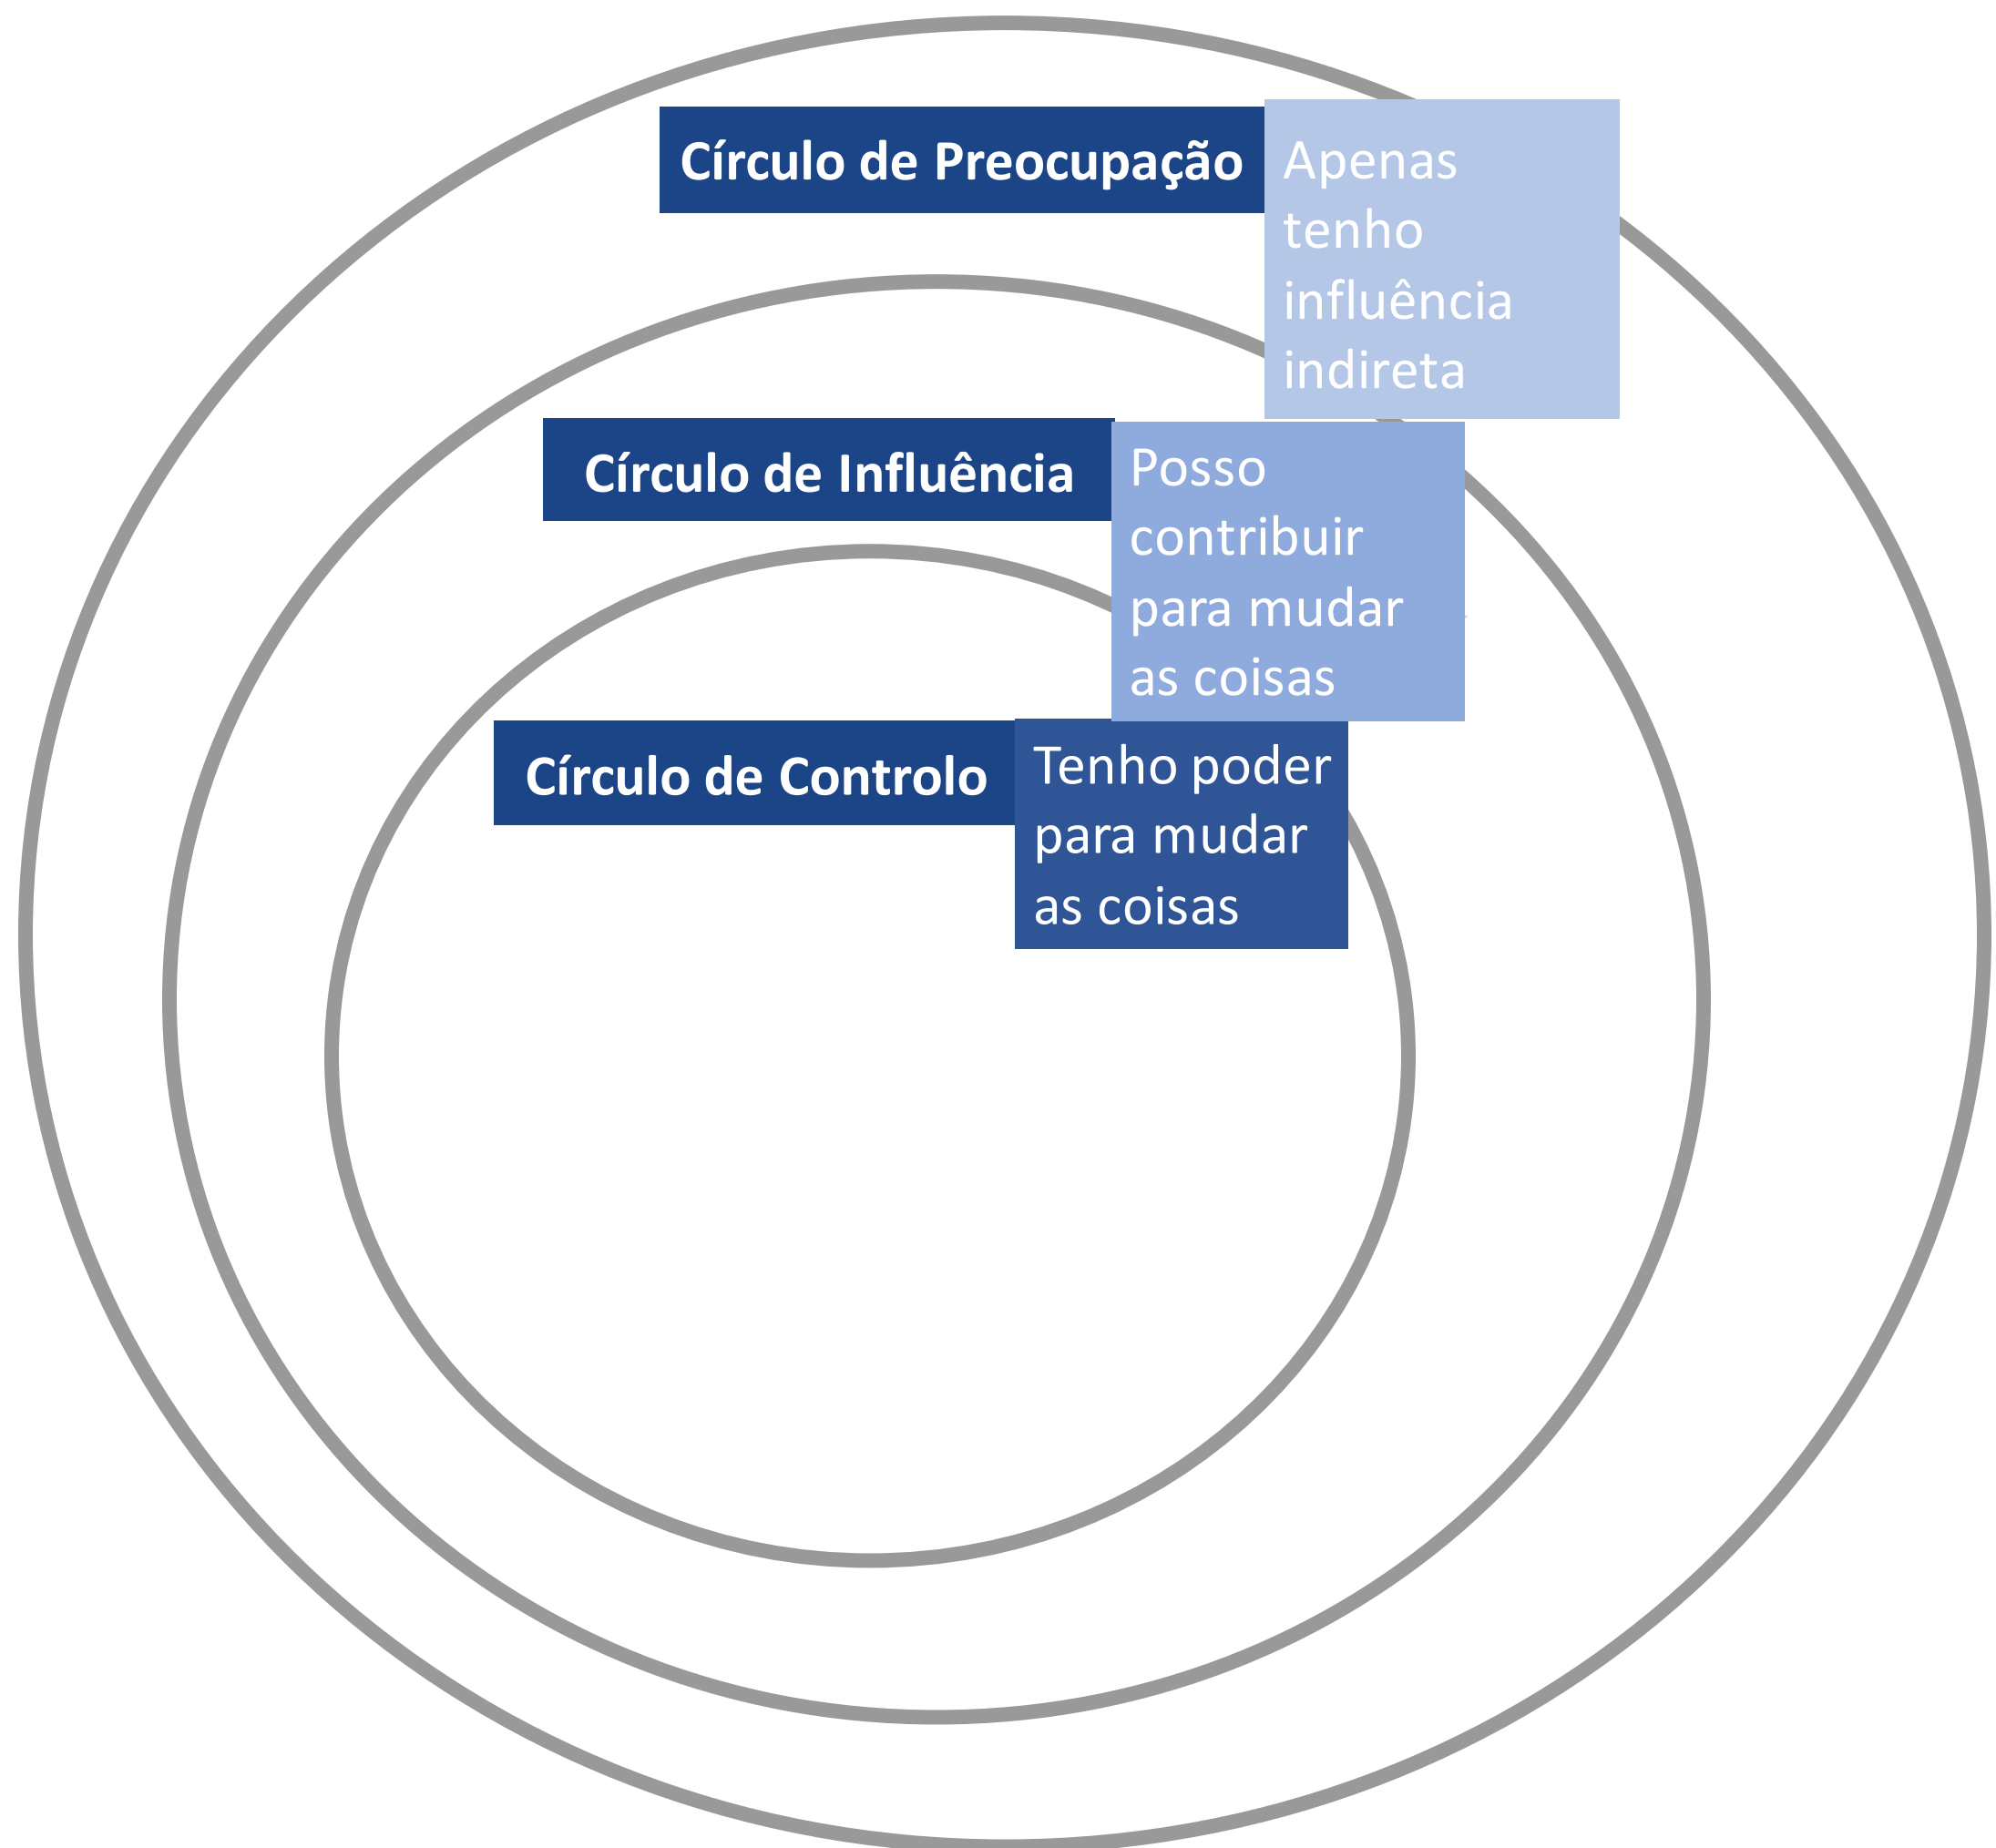 Círculo de Preocupação
Apenas
tenho
influência
indireta
Círculo de Influência
Posso
contribuir
para mudar
as coisas
Círculo de Controlo
Tenho poder
para mudar
as coisas